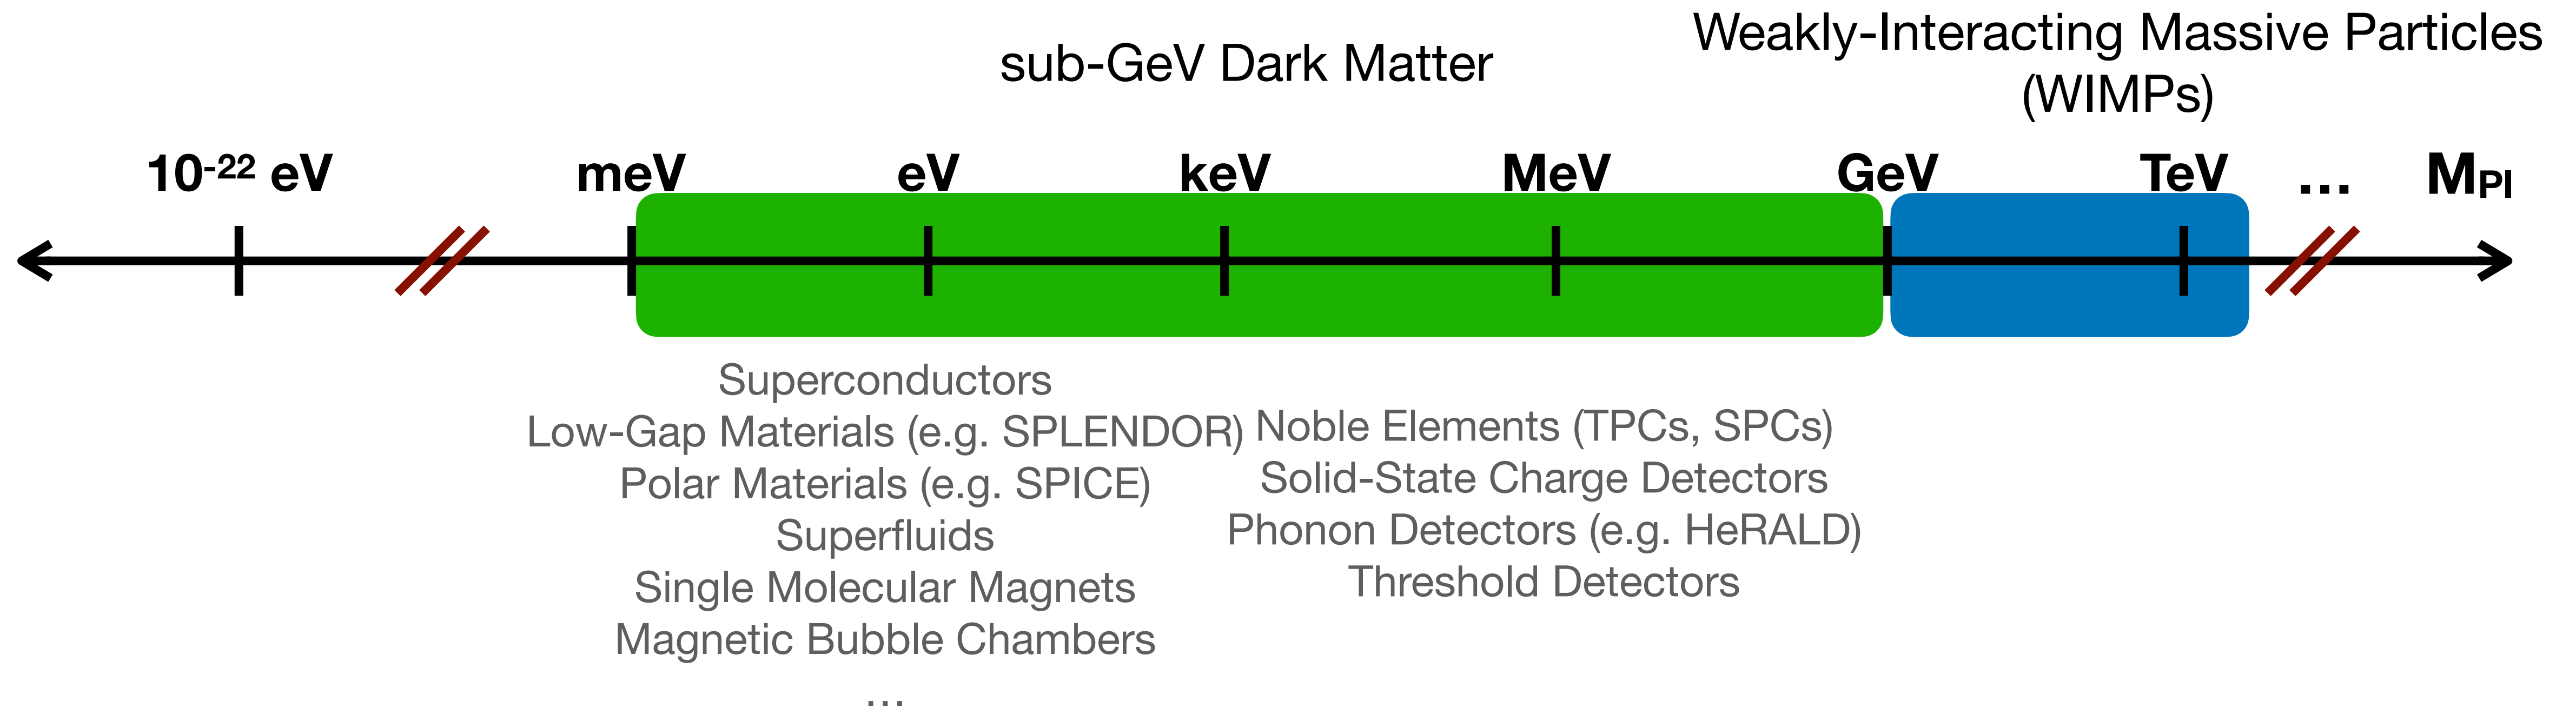 Weakly-Interacting Massive Particles
(WIMPs)
sub-GeV Dark Matter
10⁻²² eV
meV
eV
keV
MeV
GeV
TeV
...
MPl
Superconductors
Low-Gap Materials (e.g. SPLENDOR)
Polar Materials (e.g. SPICE)
Superfluids
Single Molecular Magnets
Magnetic Bubble Chambers
...
Noble Elements (TPCs, SPCs)
Solid-State Charge Detectors
Phonon Detectors (e.g. HeRALD)
Threshold Detectors